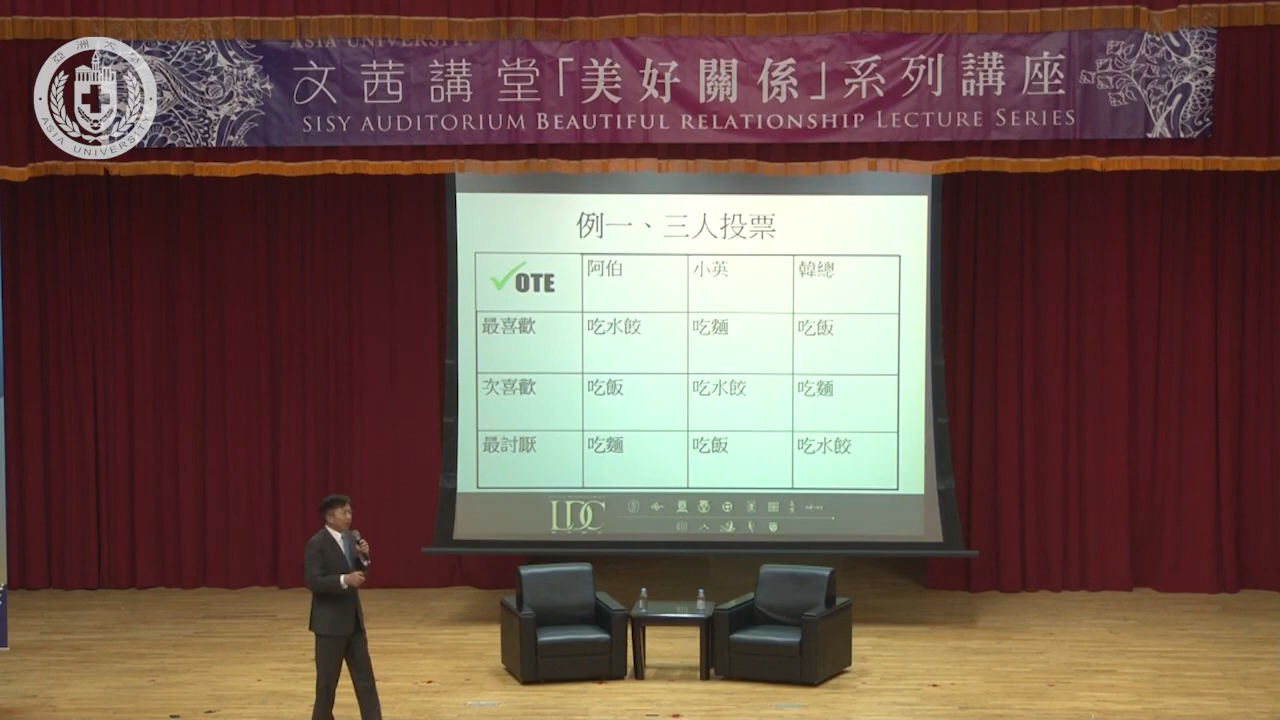 ASIA UNIVERSITY
文茜講堂「美好關係」系列講座
SISY AUDITORIUM BEAUTIFUL RELATIONSHIP LECTURE SERIES
亞洲大學
ASIA UNIVERSITY
例一、三人投票
VOTE 阿伯 小英 韓總
最喜歡 吃水餃 吃麵 吃飯
次喜歡 吃飯 吃水餃 吃麵
最討厭 吃麵 吃飯 吃水餃
LDC